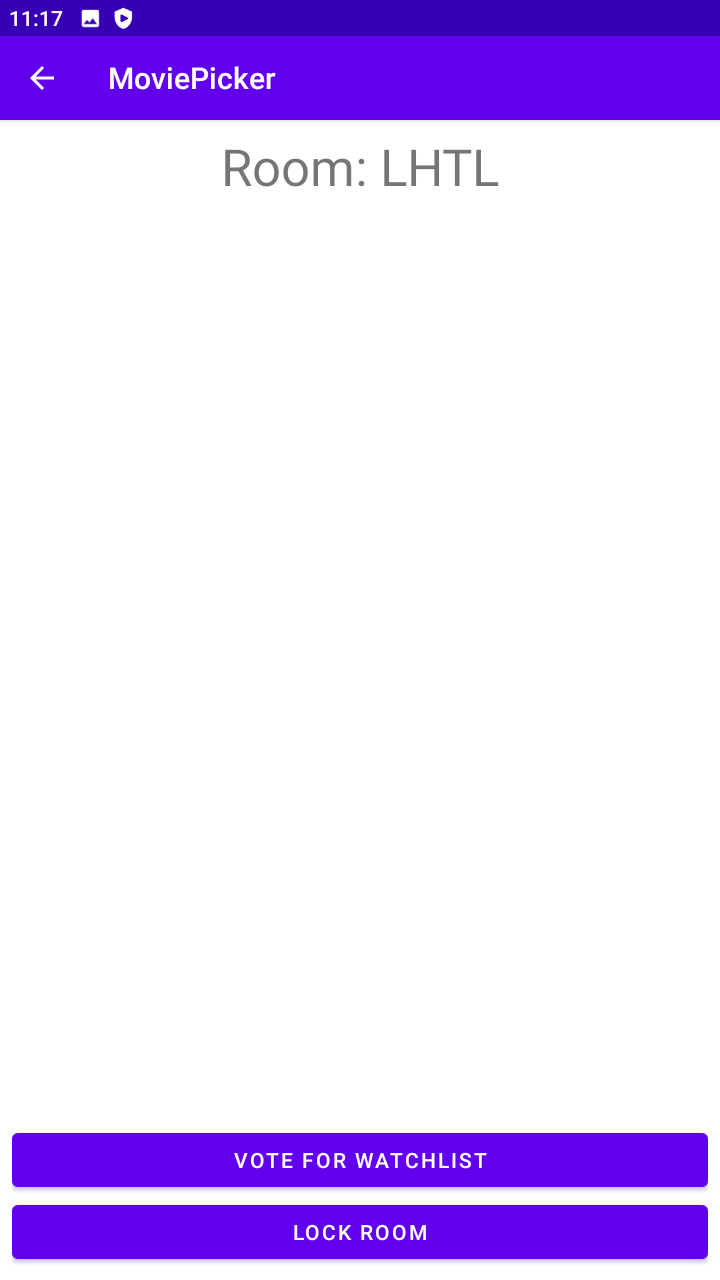 11:17
MoviePicker
Room: LHTL
VOTE FOR WATCHLIST
LOCK ROOM